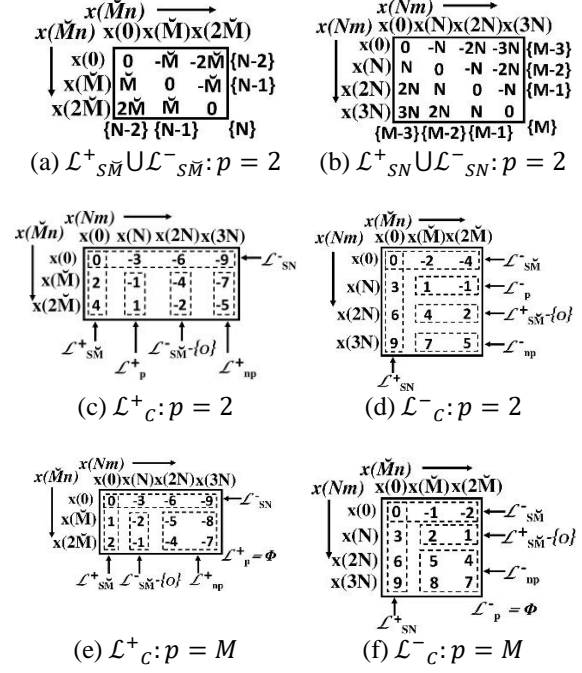 x(M̆n) x(0) x(M̆) x(2M̆)
x(M̆n)
x(0) 0 -M̆ -2M̆ {N-2}
x(M̆) M̆ 0 -M̆ {N-1}
x(2M̆) 2M̆ M̆ 0
{N-2} {N-1} {N}
(a) ℒ⁺SM̆ ∪ ℒ⁻SM̆: p = 2
x(Nm)
x(Nm) x(0) x(N) x(2N) x(3N)
x(0) 0 -N -2N -3N {M-3}
x(N) N 0 -N -2N {M-2}
x(2N) 2N N 0 -N {M-1}
x(3N) 3N 2N N 0
{M-3} {M-2} {M-1} {M}
(b) ℒ⁺SN ∪ ℒ⁻SN: p = 2
x(Nm)
x(M̆n) x(0) x(N) x(2N) x(3N)
x(0) 0 -3 -6 -9 ℒ⁻SN
x(M̆) 2 -1 -4 -7
x(2M̆) 4 1 -2 -5
ℒ⁺SM̆ ℒ⁺p ℒ⁻SM̆-{o} ℒ⁺np
(c) ℒ⁺C: p = 2
x(M̆n)
x(Nm) x(0) x(M̆) x(2M̆)
x(0) 0 -2 -4 ℒ⁻SM̆
x(N) 3 1 -1 ℒ⁻p
x(2N) 6 4 2 ℒ⁺SM̆-{o}
x(3N) 9 7 5 ℒ⁻np
ℒ⁺SN
(d) ℒ⁻C: p = 2
x(Nm)
x(M̆n) x(0) x(N) x(2N) x(3N)
x(0) 0 -3 -6 -9 ℒ⁻SN
x(M̆) 1 -2 -5 -8
x(2M̆) 2 -1 -4 -7 ℒ⁺p = Φ
ℒ⁺SM̆ ℒ⁻SM̆-{o} ℒ⁺np
(e) ℒ⁺C: p = M
x(M̆n)
x(Nm) x(0) x(M̆) x(2M̆)
x(0) 0 -1 -2 ℒ⁻SM̆
x(N) 3 2 1 ℒ⁺SM̆-{o}
x(2N) 6 5 4
x(3N) 9 8 7 ℒ⁻np
ℒ⁺SN ℒ⁻p = Φ
(f) ℒ⁻C: p = M